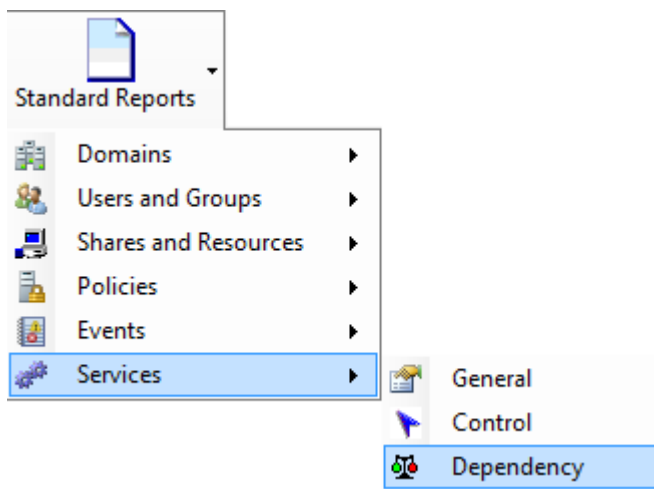 Standard Reports
Domains
Users and Groups
Shares and Resources
Policies
Events
Services
General
Control
Dependency